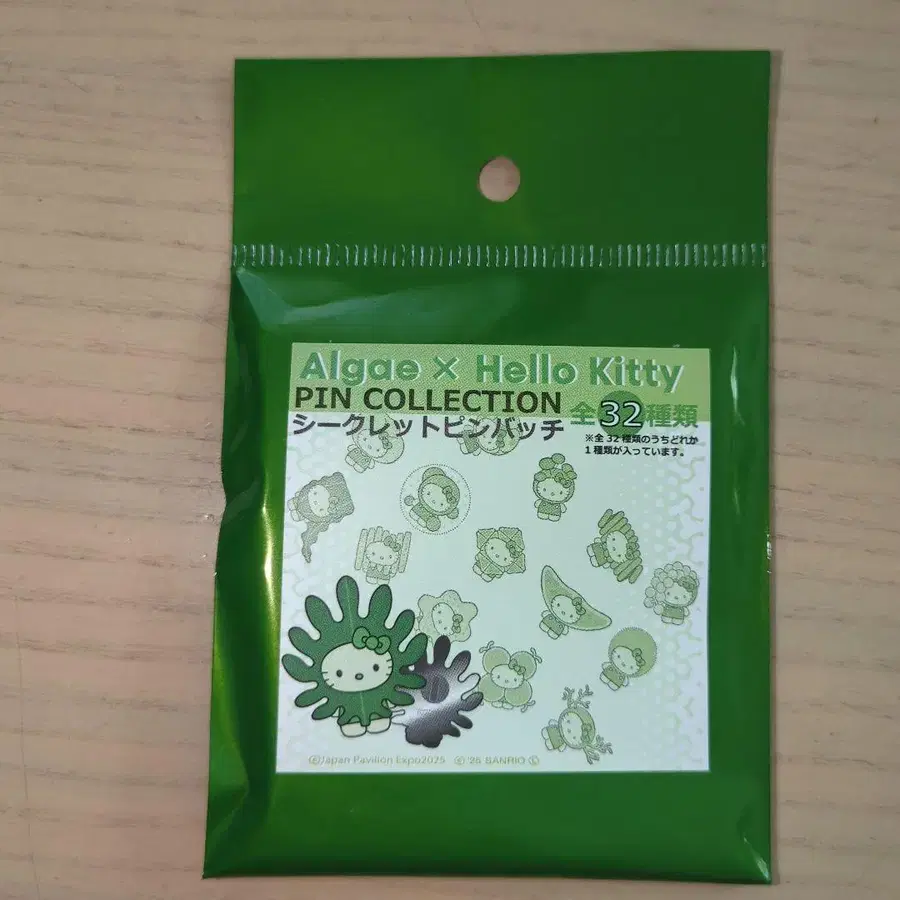 Algae × Hello Kitty
PIN COLLECTION
シークレットピンバッチ
全32種類
※全32種類のうちどれか
1種類が入っています。
©Japan Pavilion Expo2025 © '25 SANRIO Ⓛ